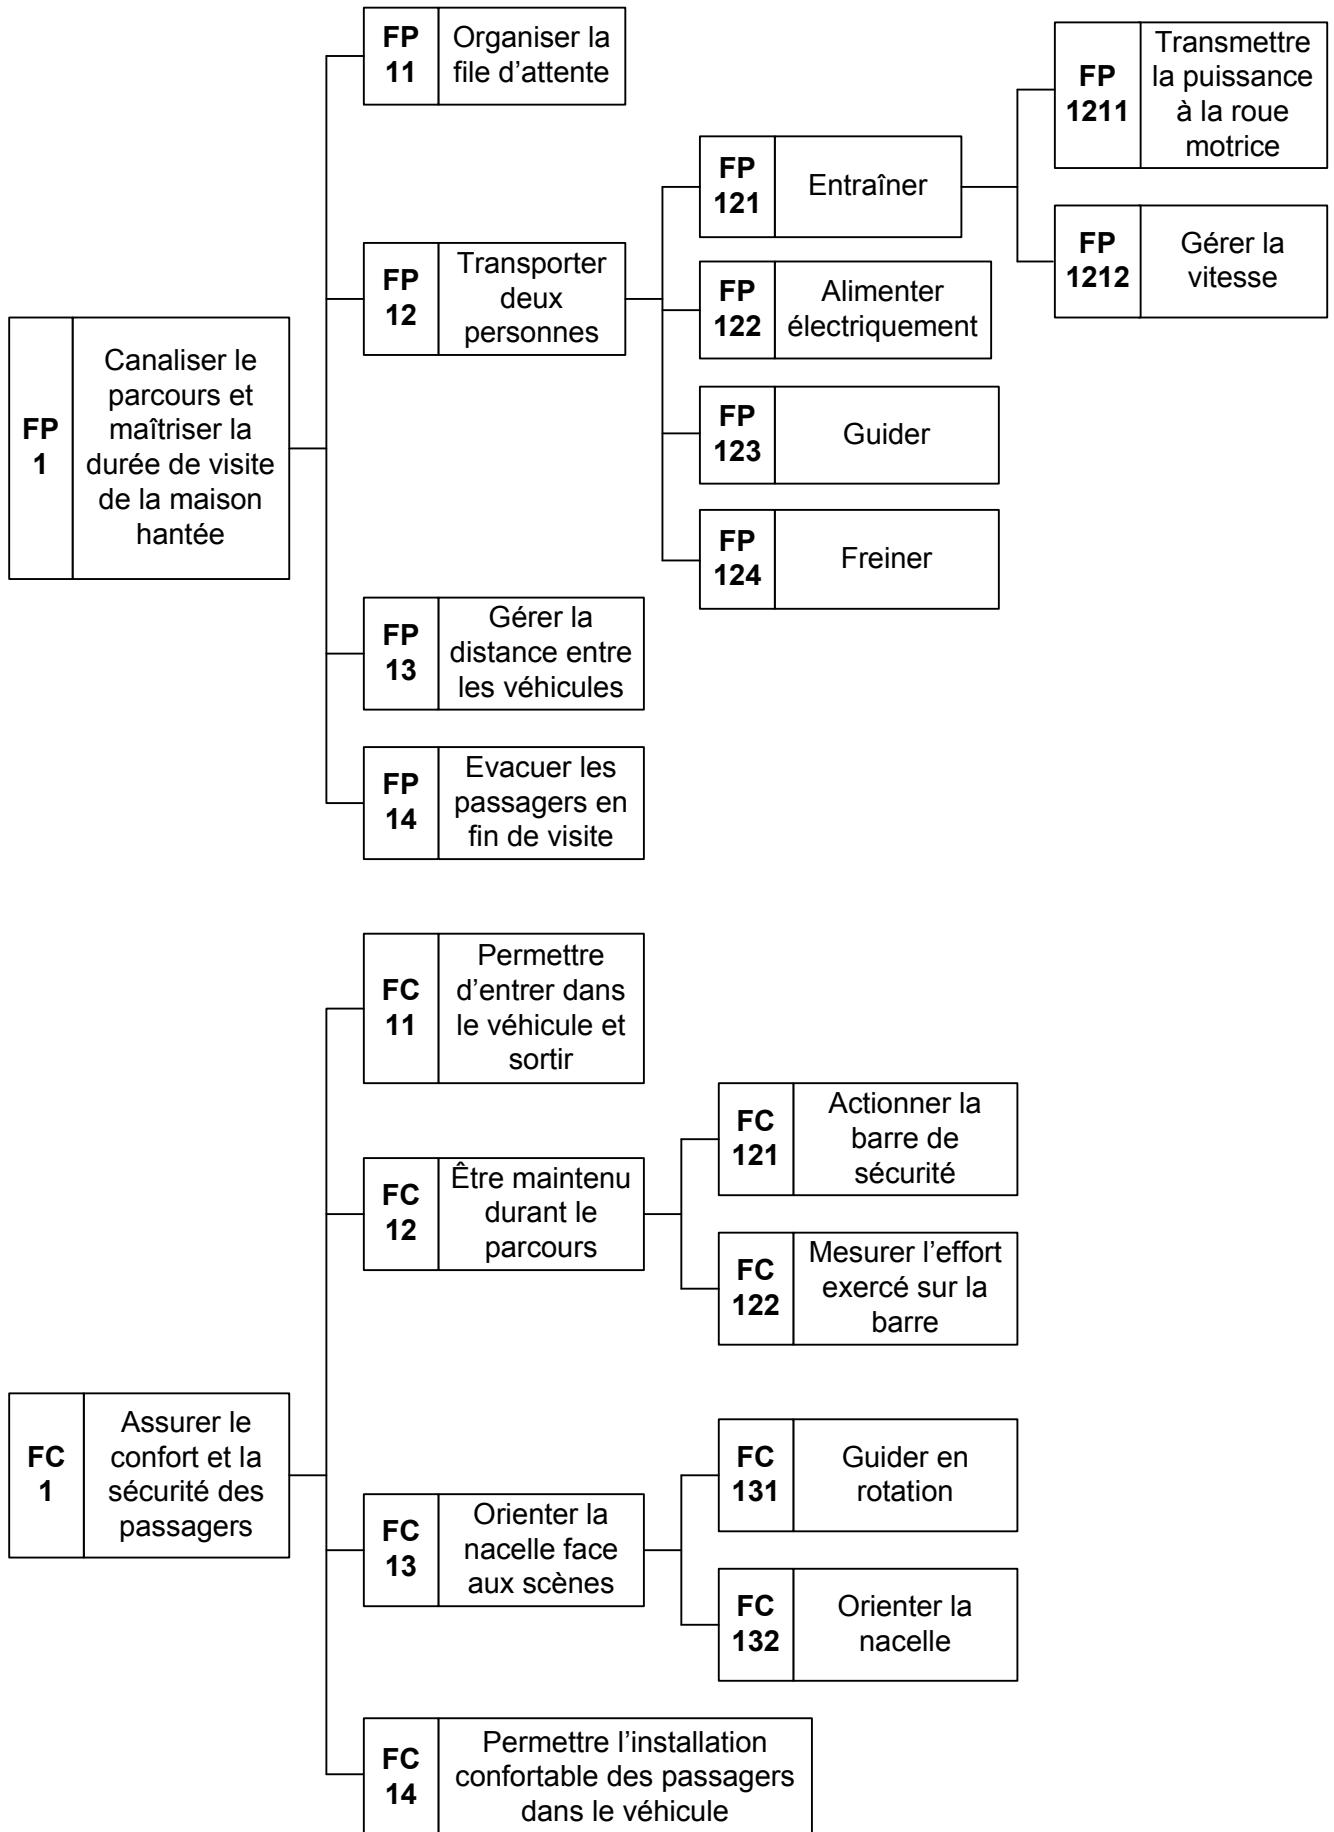 FP
1
Canaliser le
parcours et
maîtriser la
durée de visite
de la maison
hantée
FP
11
Organiser la
file d’attente
FP
12
Transporter
deux
personnes
FP
121
Entraîner
FP
1211
Transmettre
la puissance
à la roue
motrice
FP
1212
Gérer la
vitesse
FP
122
Alimenter
électriquement
FP
123
Guider
FP
124
Freiner
FP
13
Gérer la
distance entre
les véhicules
FP
14
Evacuer les
passagers en
fin de visite
FC
1
Assurer le
confort et la
sécurité des
passagers
FC
11
Permettre
d’entrer dans
le véhicule et
sortir
FC
12
Être maintenu
durant le
parcours
FC
121
Actionner la
barre de
sécurité
FC
122
Mesurer l’effort
exercé sur la
barre
FC
13
Orienter la
nacelle face
aux scènes
FC
131
Guider en
rotation
FC
132
Orienter la
nacelle
FC
14
Permettre l’installation
confortable des passagers
dans le véhicule